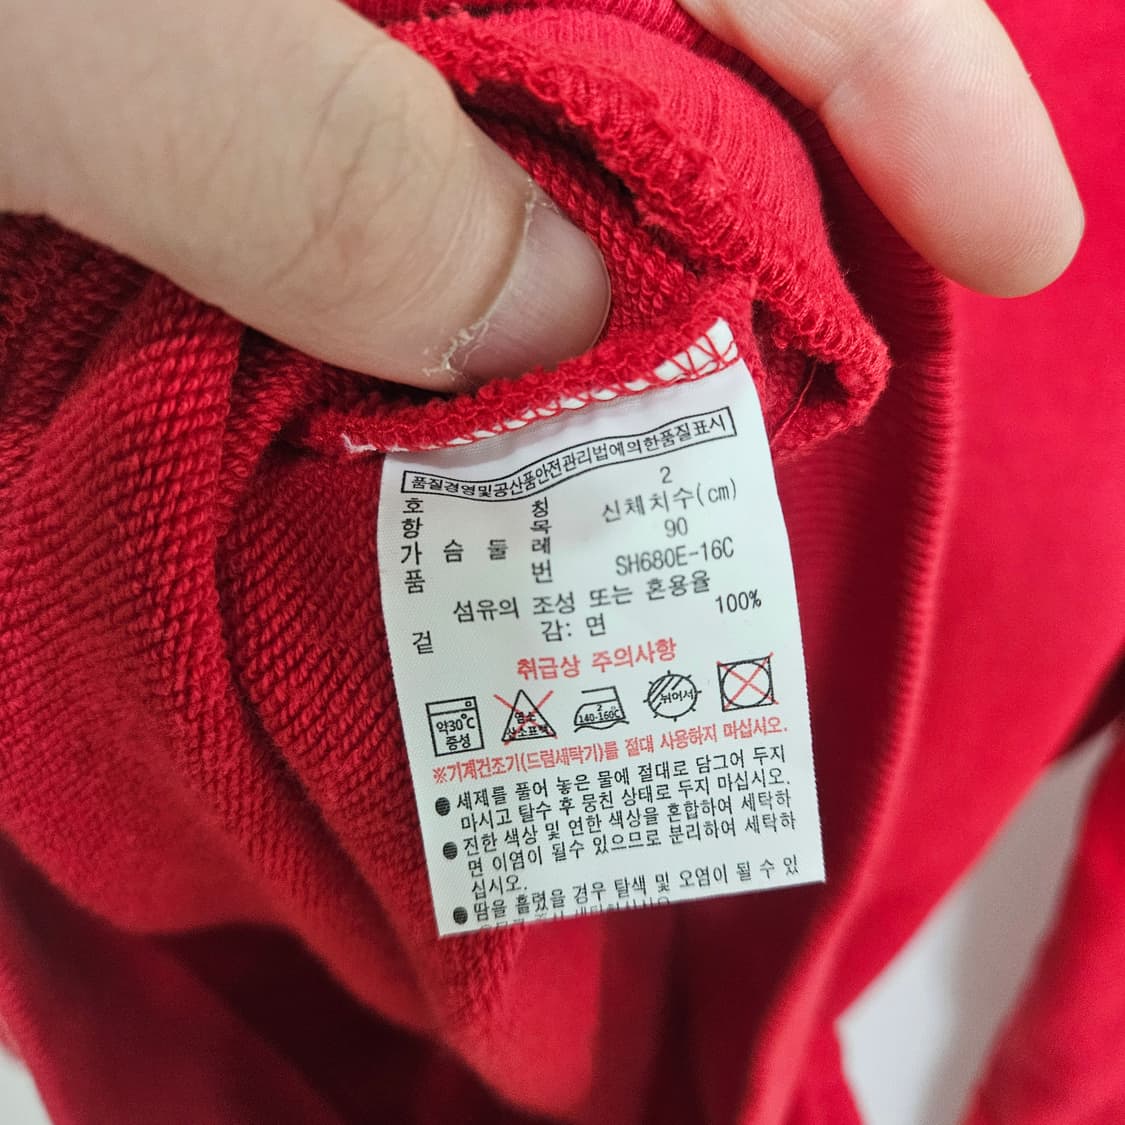 품질경영및공산품안전관리법에의한품질표시
호 칭 2
항 목 신체치수(cm)
가 슴 둘 레 90
품 번 SH680E-16C
섬유의 조성 또는 혼용율
겉 감: 면 100%
취급상 주의사항
약30℃ 중성
염소 산소표백
2 140-160℃
뉘어서
※기계건조기(드럼세탁기)를 절대 사용하지 마십시오.
● 세제를 풀어 놓은 물에 절대로 담그어 두지
마시고 탈수 후 뭉친 상태로 두지 마십시오.
● 진한 색상 및 연한 색상을 혼합하여 세탁하
면 이염이 될수 있으므로 분리하여 세탁하
십시오.
● 땀을 흘렸을 경우 탈색 및 오염이 될 수 있